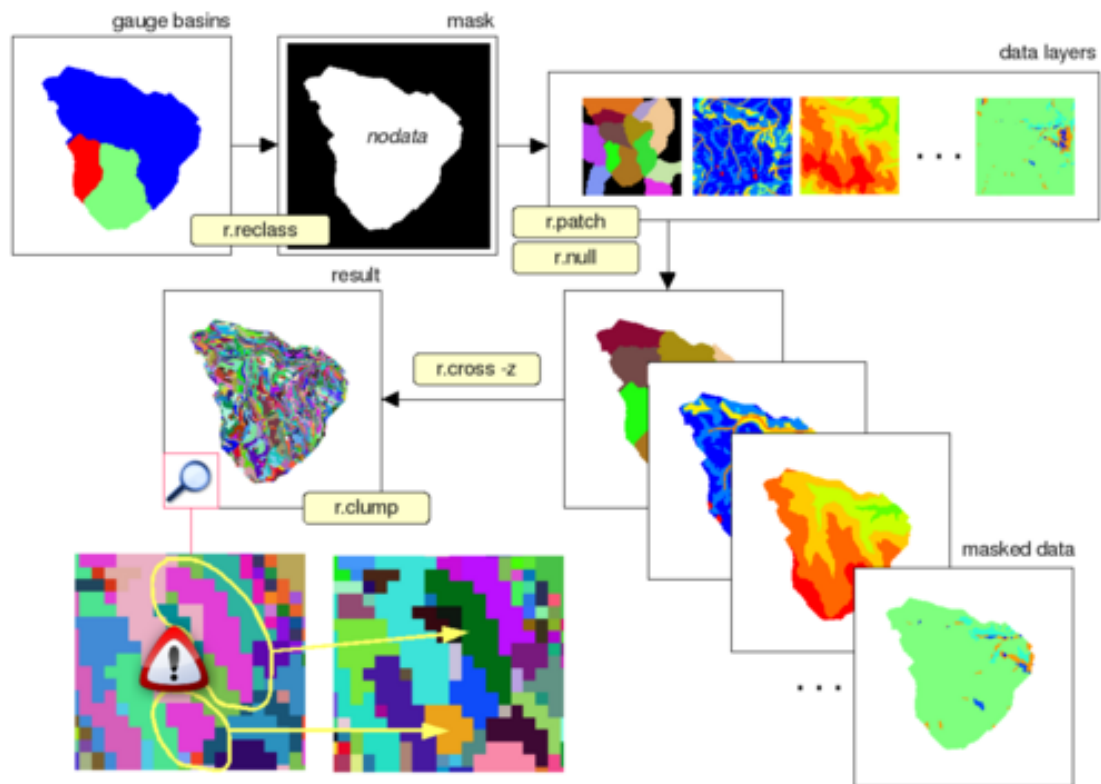 gauge basins
mask
data layers
nodata
. . .
r.reclass
r.patch
r.null
result
r.cross -z
r.clump
masked data
. . .